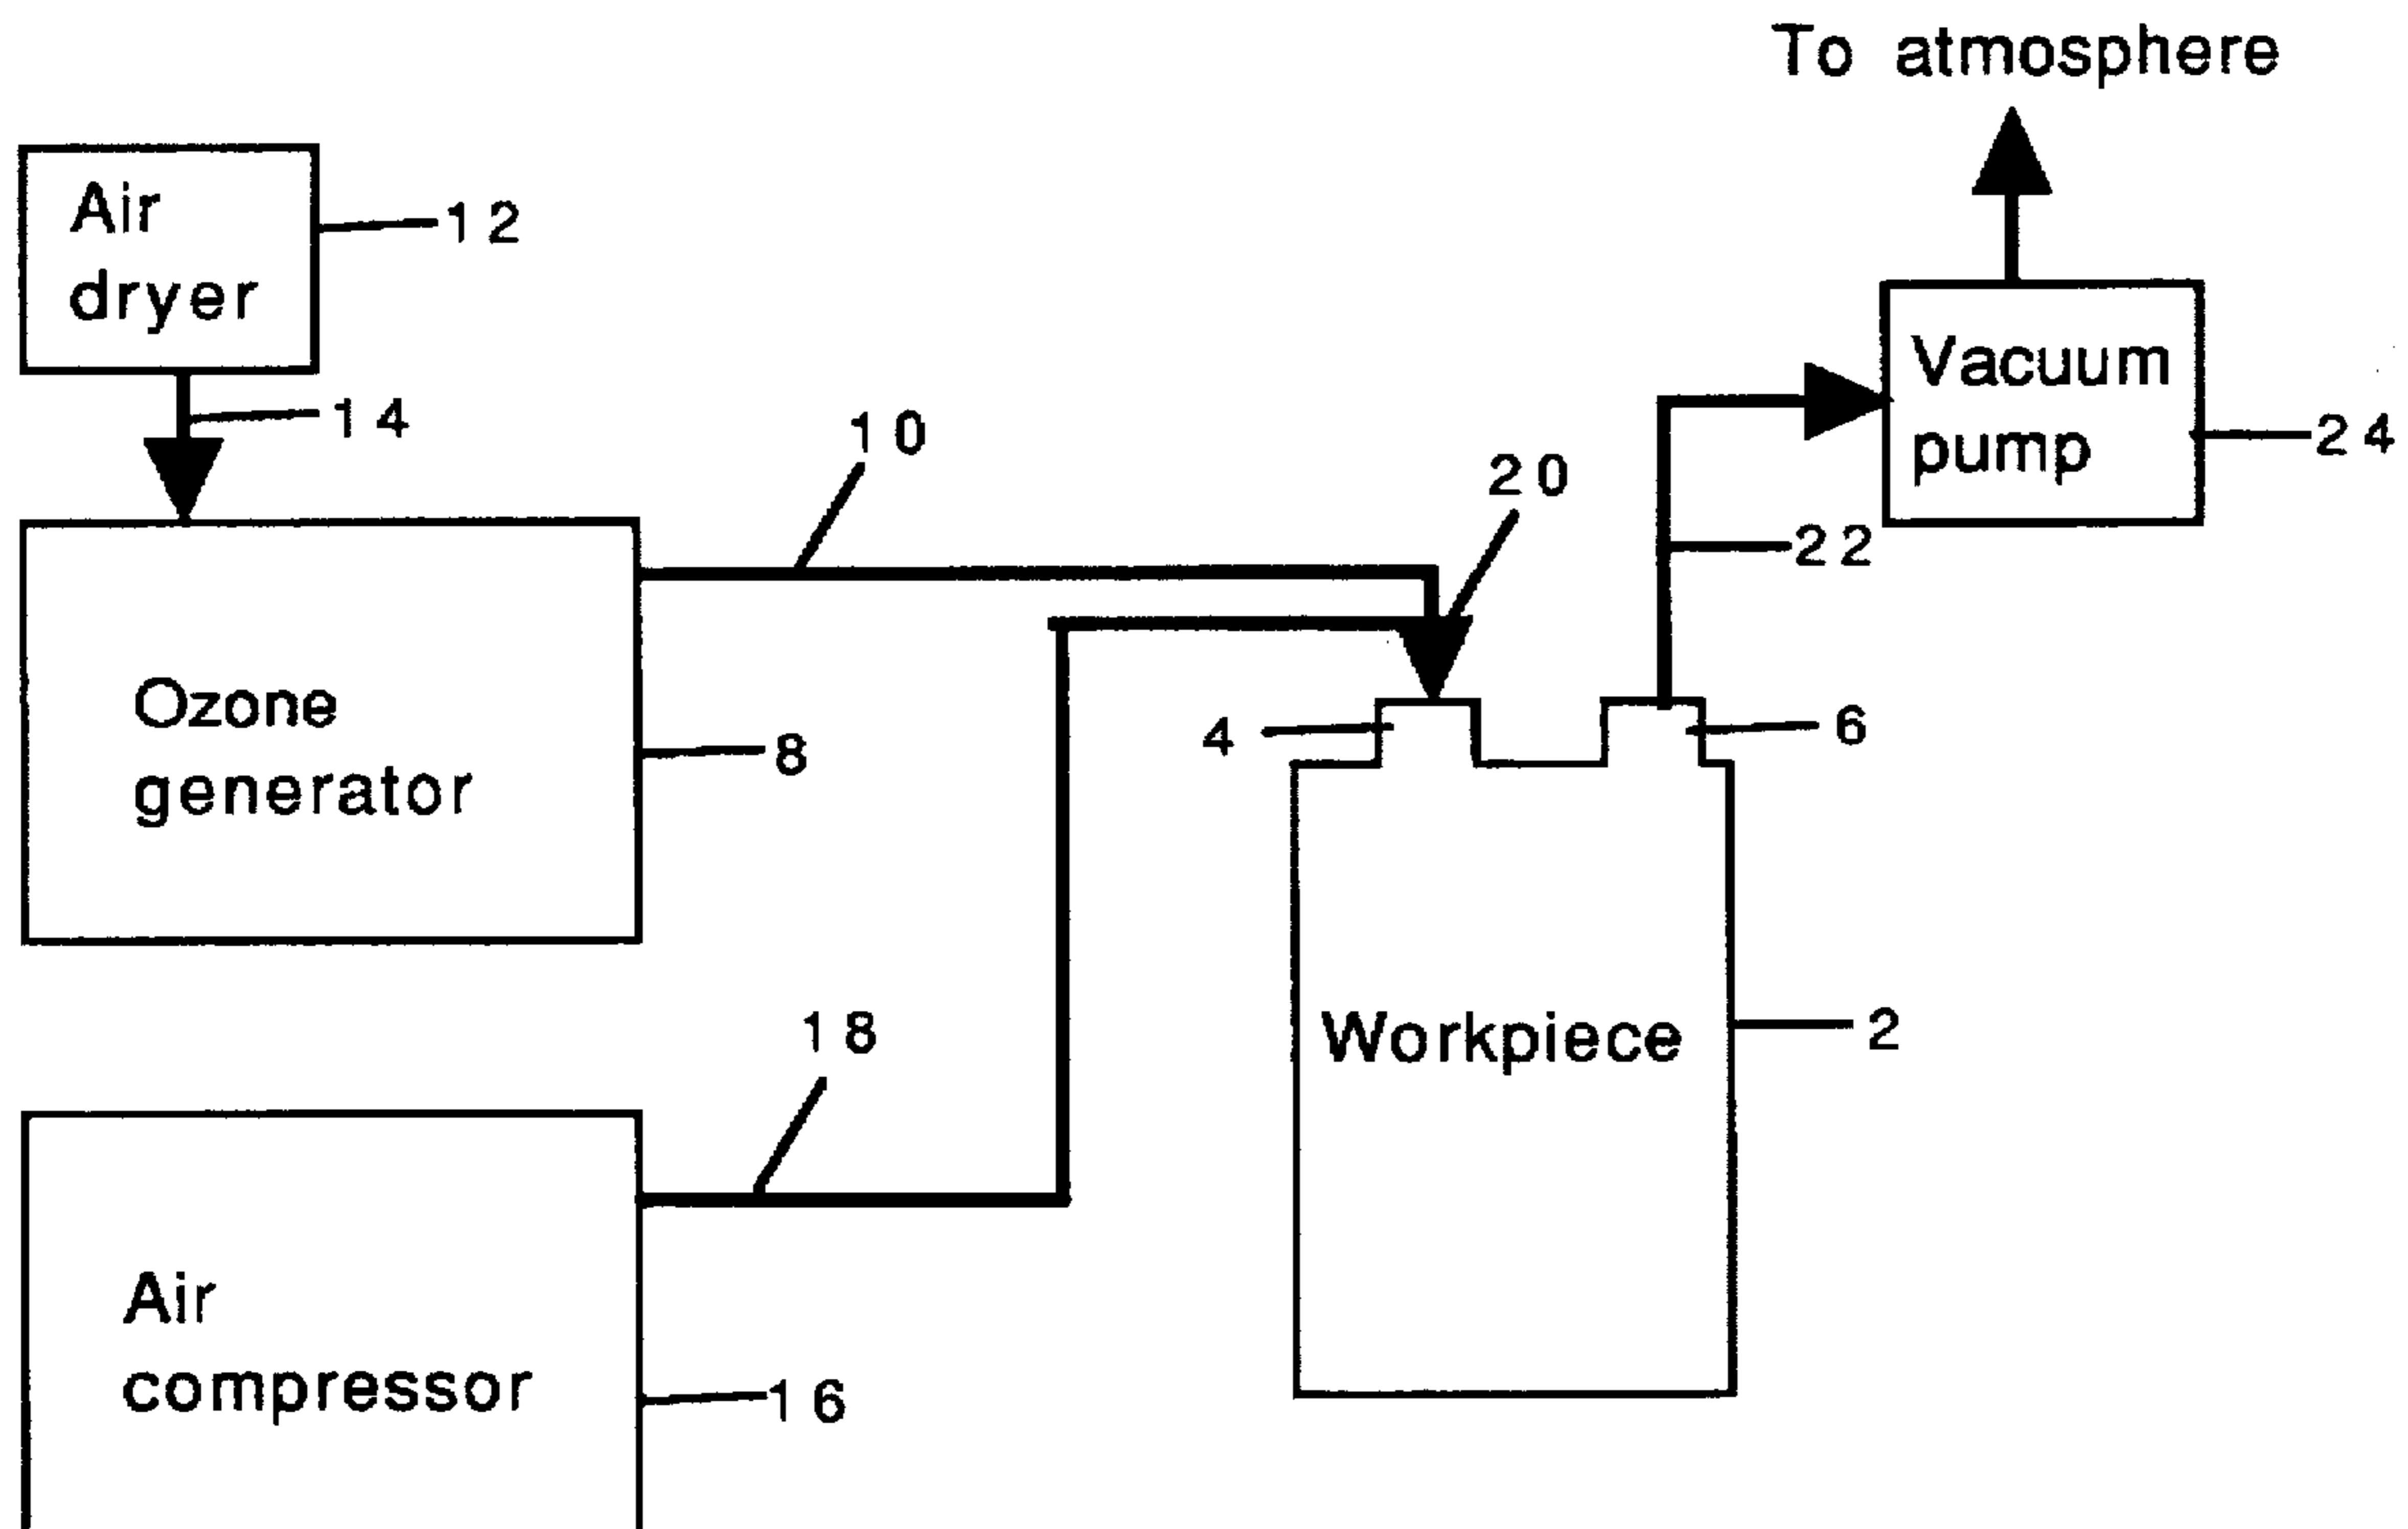 To atmosphere
Air
dryer
12
14
10
20
Vacuum
pump
24
22
Ozone
generator
8
4
6
18
Workpiece
2
Air
compressor
16